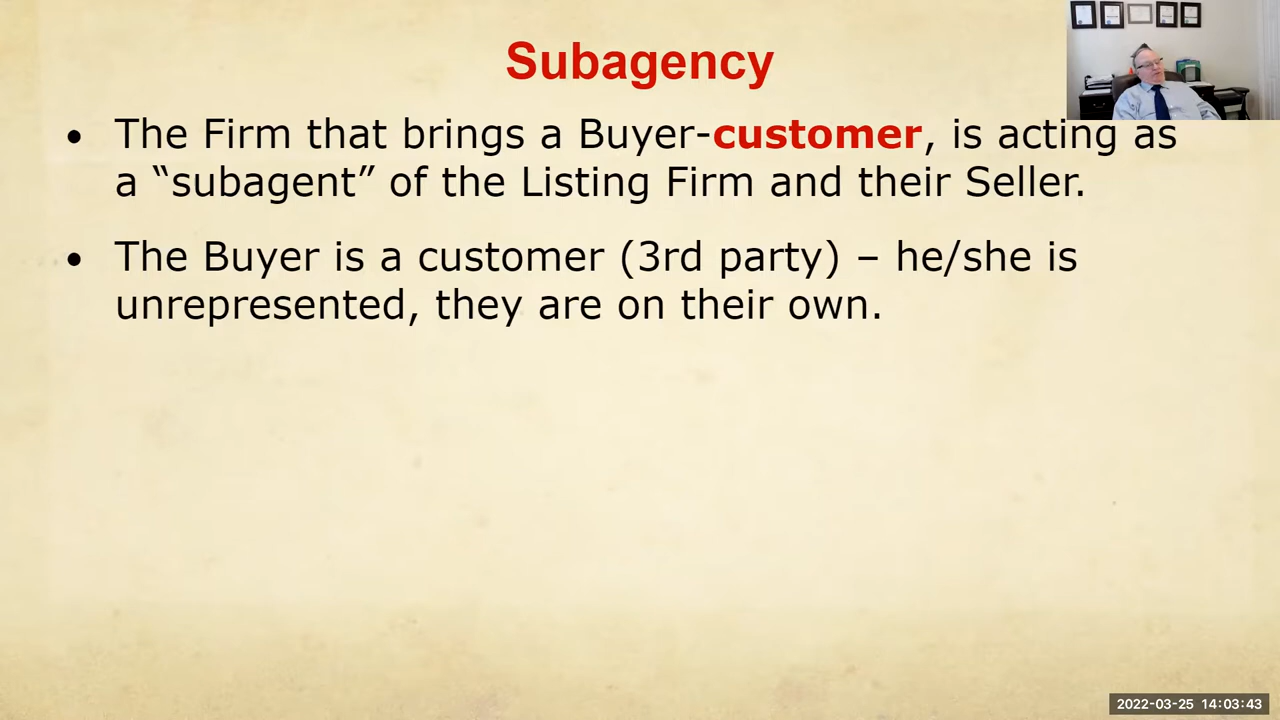 Subagency
• The Firm that brings a Buyer-customer, is acting as
a “subagent” of the Listing Firm and their Seller.
• The Buyer is a customer (3rd party) – he/she is
unrepresented, they are on their own.
2022-03-25 14:03:43